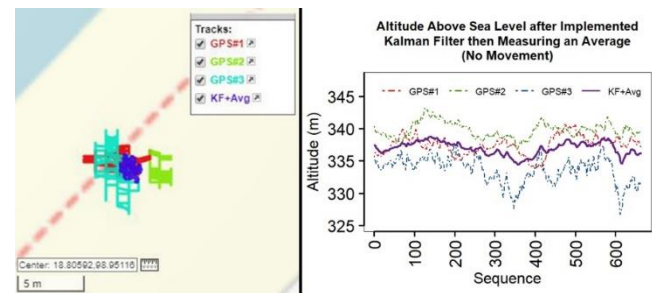 Tracks:
GPS#1
GPS#2
GPS#3
KF+Avg
Center: 18.80592,98.95116
5 m
Altitude Above Sea Level after Implemented
Kalman Filter then Measuring an Average
(No Movement)
GPS#1 GPS#2 GPS#3 KF+Avg
Altitude (m)
345
340
335
330
325
0 100 200 300 400 500 600
Sequence